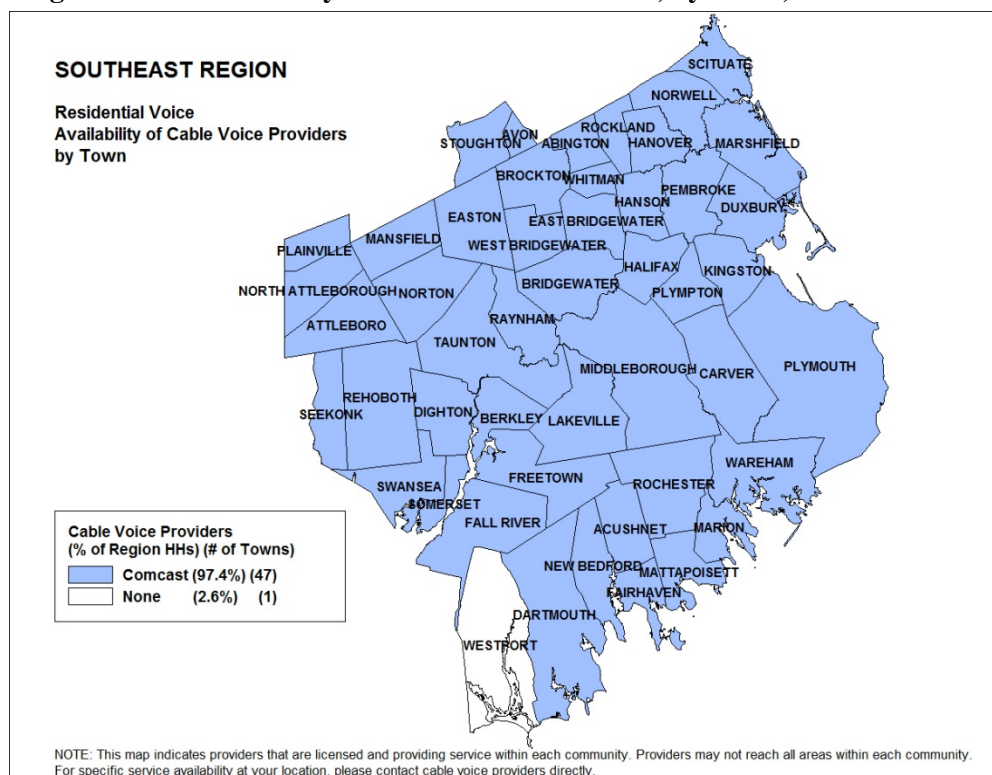 SOUTHEAST REGION
Residential Voice
Availability of Cable Voice Providers
by Town
SCITUATE
NORWELL
ROCKLAND
AVON
STOUGHTON
ABINGTON
HANOVER
MARSHFIELD
BROCKTON
WHITMAN
PEMBROKE
HANSON
DUXBURY
EASTON
EAST BRIDGEWATER
MANSFIELD
WEST BRIDGEWATER
PLAINVILLE
HALIFAX
KINGSTON
BRIDGEWATER
NORTH ATTLEBOROUGH
NORTON
PLYMPTON
RAYNHAM
ATTLEBORO
TAUNTON
MIDDLEBOROUGH
CARVER
PLYMOUTH
REHOBOTH
SEEKONK
DIGHTON
BERKLEY
LAKEVILLE
WAREHAM
FREETOWN
ROCHESTER
SWANSEA
SOMERSET
FALL RIVER
ACUSHNET
MARION
NEW BEDFORD
MATTAPOISETT
FAIRHAVEN
DARTMOUTH
WESTPORT
Cable Voice Providers
(% of Region HHs) (# of Towns)
Comcast (97.4%) (47)
None (2.6%) (1)
NOTE: This map indicates providers that are licensed and providing service within each community. Providers may not reach all areas within each community.
For specific service availability at your location, please contact cable voice providers directly.